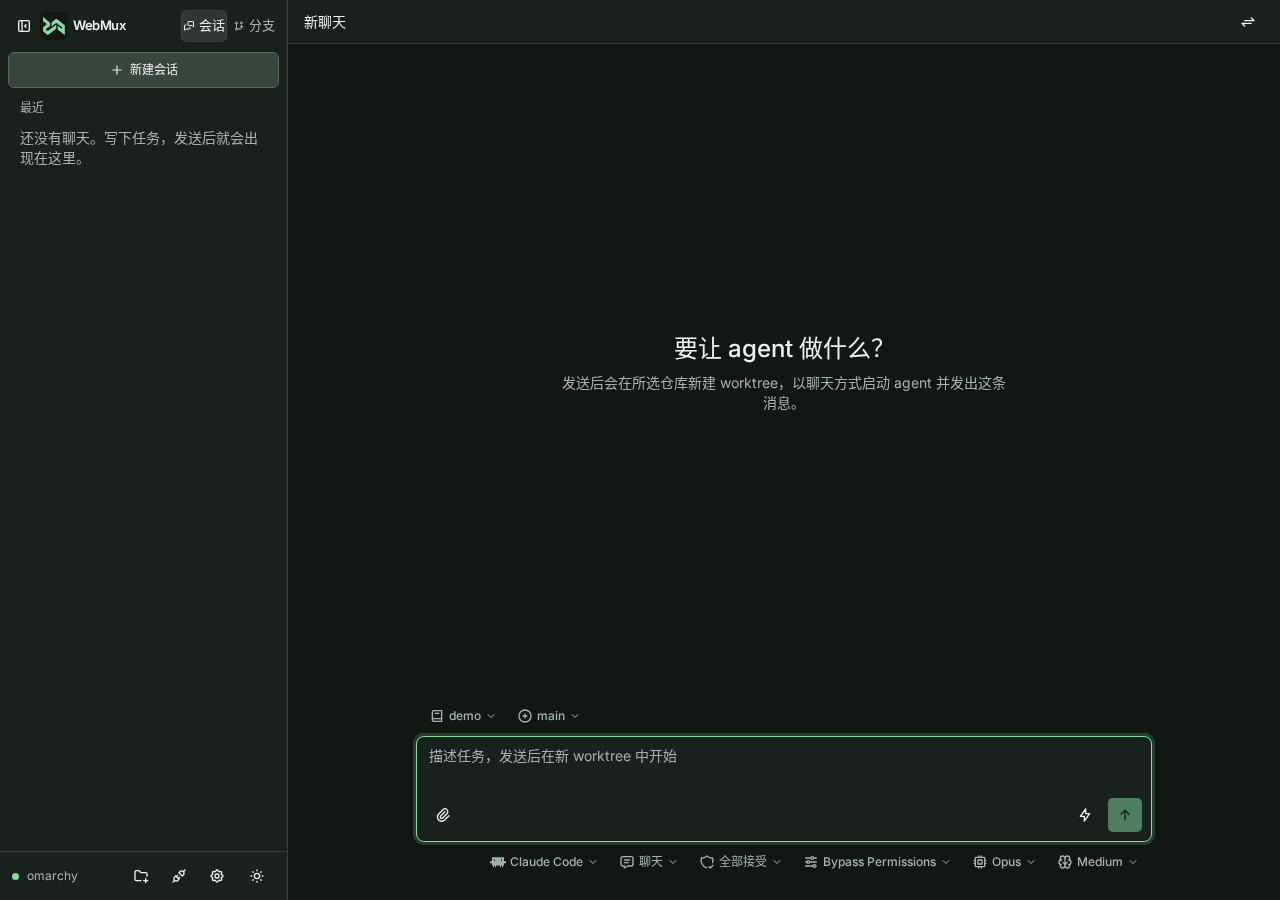 WebMux
会话
分支
新建会话
最近
还没有聊天。写下任务，发送后就会出
现在这里。
omarchy
新聊天
要让 agent 做什么？
发送后会在所选仓库新建 worktree，以聊天方式启动 agent 并发出这条
消息。
demo
main
描述任务，发送后在新 worktree 中开始
Claude Code
聊天
全部接受
Bypass Permissions
Opus
Medium